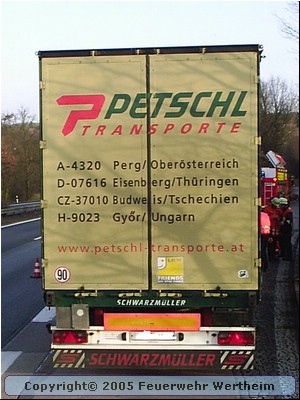 PETSCHL
TRANSPORTE
A-4320 Perg/Oberösterreich
D-07616 Eisenberg/Thüringen
CZ-37010 Budweis/Tschechien
H-9023 Győr/Ungarn
www.petschl-transporte.at
90
FRIENDS
SCHWARZMÜLLER
SCHWARZMÜLLER
Copyright© 2005 Feuerwehr Wertheim